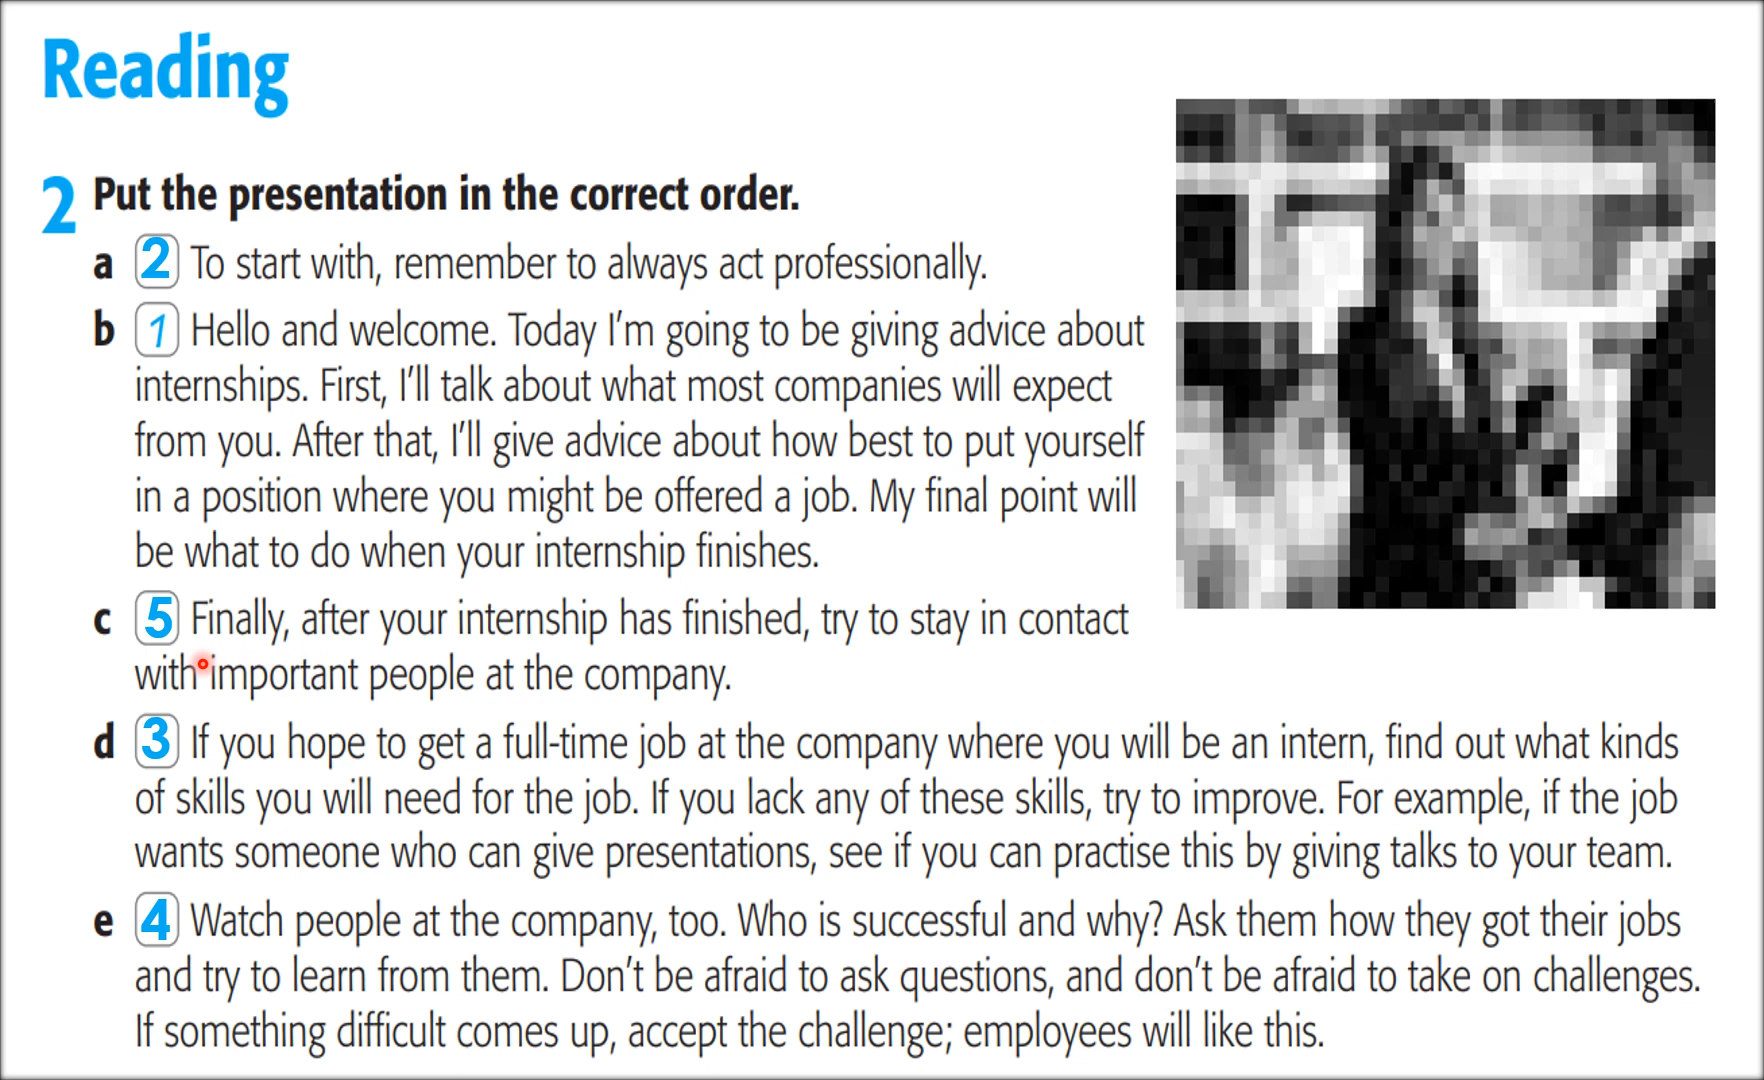 Reading
2 Put the presentation in the correct order.
a 2 To start with, remember to always act professionally.
b 1 Hello and welcome. Today I'm going to be giving advice about
internships. First, I'll talk about what most companies will expect
from you. After that, I'll give advice about how best to put yourself
in a position where you might be offered a job. My final point will
be what to do when your internship finishes.
c 5 Finally, after your internship has finished, try to stay in contact
with important people at the company.
d 3 If you hope to get a full-time job at the company where you will be an intern, find out what kinds
of skills you will need for the job. If you lack any of these skills, try to improve. For example, if the job
wants someone who can give presentations, see if you can practise this by giving talks to your team.
e 4 Watch people at the company, too. Who is successful and why? Ask them how they got their jobs
and try to learn from them. Don't be afraid to ask questions, and don't be afraid to take on challenges.
If something difficult comes up, accept the challenge; employees will like this.